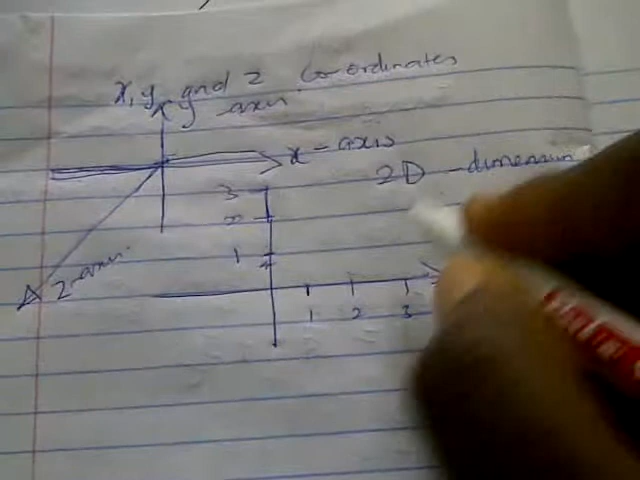 x, y and z coordinates
y axis
x - axis
2D - dimension
3
2
1
z-axis
1 2 3